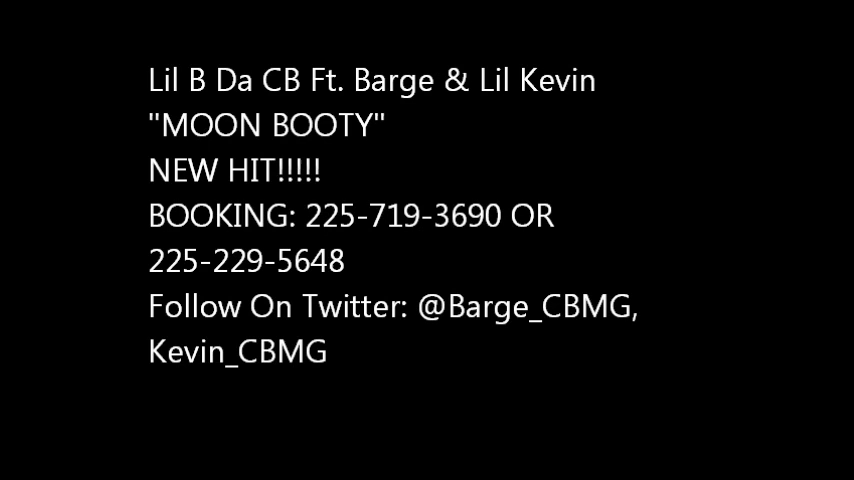 Lil B Da CB Ft. Barge & Lil Kevin
"MOON BOOTY"
NEW HIT!!!!!
BOOKING: 225-719-3690 OR
225-229-5648
Follow On Twitter: @Barge_CBMG,
Kevin_CBMG